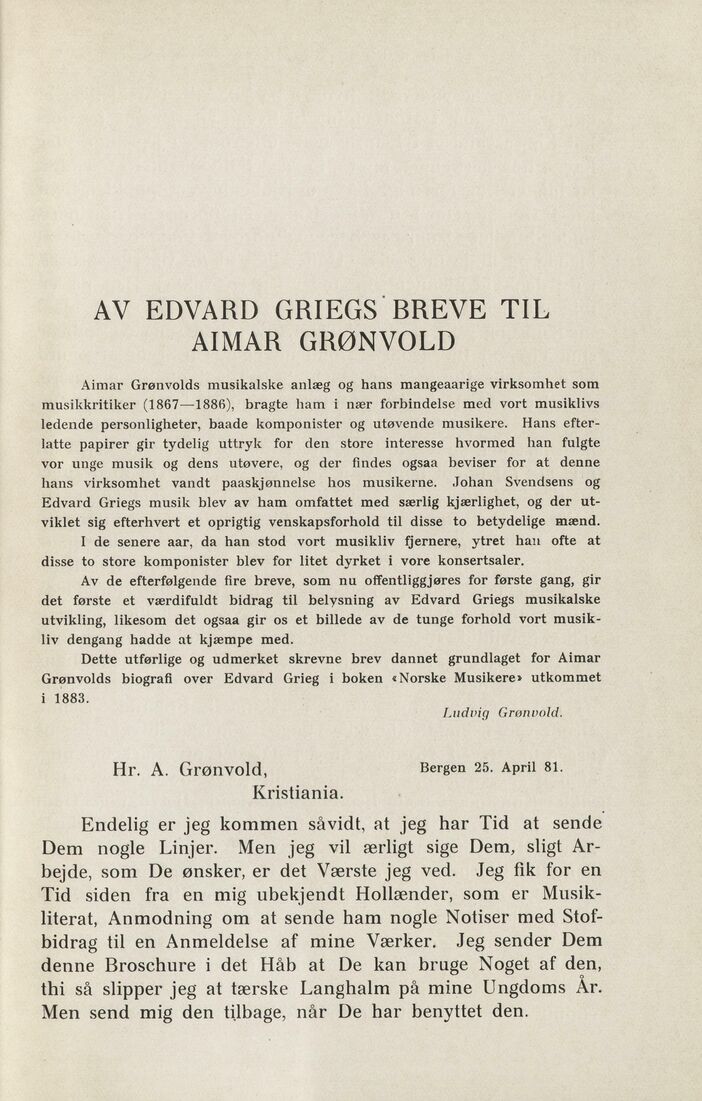 AV EDVARD GRIEGS BREVE TIL
AIMAR GRØNVOLD
Aimar Grønvolds musikalske anlæg og hans mangeaarige virksomhet som
musikkritiker (1867—1886), bragte ham i nær forbindelse med vort musiklivs
ledende personligheter, baade komponister og utøvende musikere. Hans efter-
latte papirer gir tydelig uttryk for den store interesse hvormed han fulgte
vor unge musik og dens utøvere, og der findes ogsaa beviser for at denne
hans virksomhet vandt paaskjønnelse hos musikerne. Johan Svendsens og
Edvard Griegs musik blev av ham omfattet med særlig kjærlighet, og der ut-
viklet sig efterhvert et oprigtig venskapsforhold til disse to betydelige mænd.
I de senere aar, da han stod vort musikliv fjernere, ytret han ofte at
disse to store komponister blev for litet dyrket i vore konsertsaler.
Av de efterfølgende fire breve, som nu offentliggjøres for første gang, gir
det første et værdifuldt bidrag til belysning av Edvard Griegs musikalske
utvikling, likesom det ogsaa gir os et billede av de tunge forhold vort musik-
liv dengang hadde at kjæmpe med.
Dette utførlige og udmerket skrevne brev dannet grundlaget for Aimar
Grønvolds biografi over Edvard Grieg i boken «Norske Musikere» utkommet
i 1883.
Ludvig Grønvold.
Hr. A. Grønvold, Bergen 25. April 81.
Kristiania.
Endelig er jeg kommen såvidt, at jeg har Tid at sende
Dem nogle Linjer. Men jeg vil ærligt sige Dem, sligt Ar-
bejde, som De ønsker, er det Værste jeg ved. Jeg fik for en
Tid siden fra en mig ubekjendt Hollænder, som er Musik-
literat, Anmodning om at sende ham nogle Notiser med Stof-
bidrag til en Anmeldelse af mine Værker. Jeg sender Dem
denne Broschure i det Håb at De kan bruge Noget af den,
thi så slipper jeg at tærske Langhalm på mine Ungdoms År.
Men send mig den tilbage, når De har benyttet den.